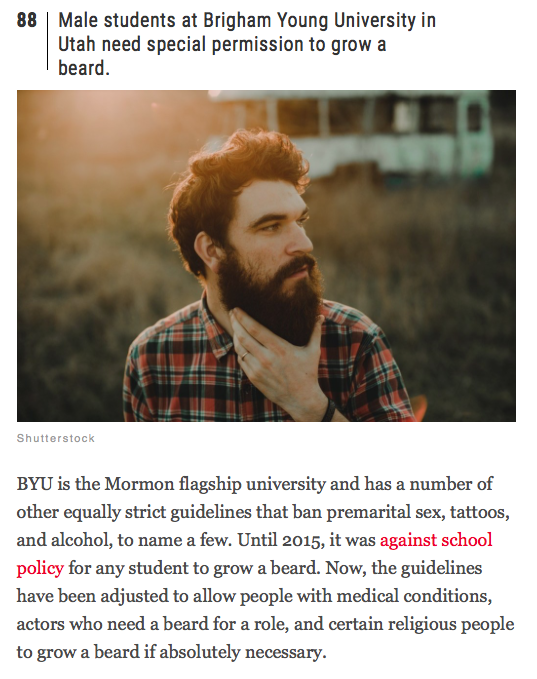 88 Male students at Brigham Young University in
Utah need special permission to grow a
beard.
Shutterstock
BYU is the Mormon flagship university and has a number of
other equally strict guidelines that ban premarital sex, tattoos,
and alcohol, to name a few. Until 2015, it was against school
policy for any student to grow a beard. Now, the guidelines
have been adjusted to allow people with medical conditions,
actors who need a beard for a role, and certain religious people
to grow a beard if absolutely necessary.